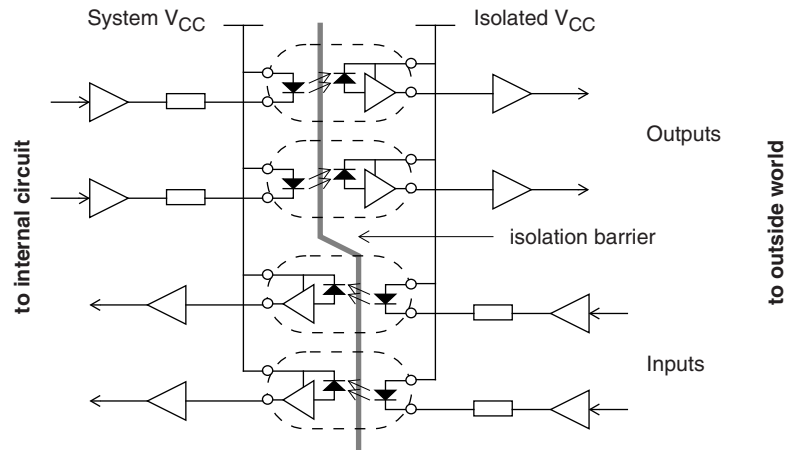 System VCC
Isolated VCC
to internal circuit
Outputs
isolation barrier
to outside world
Inputs